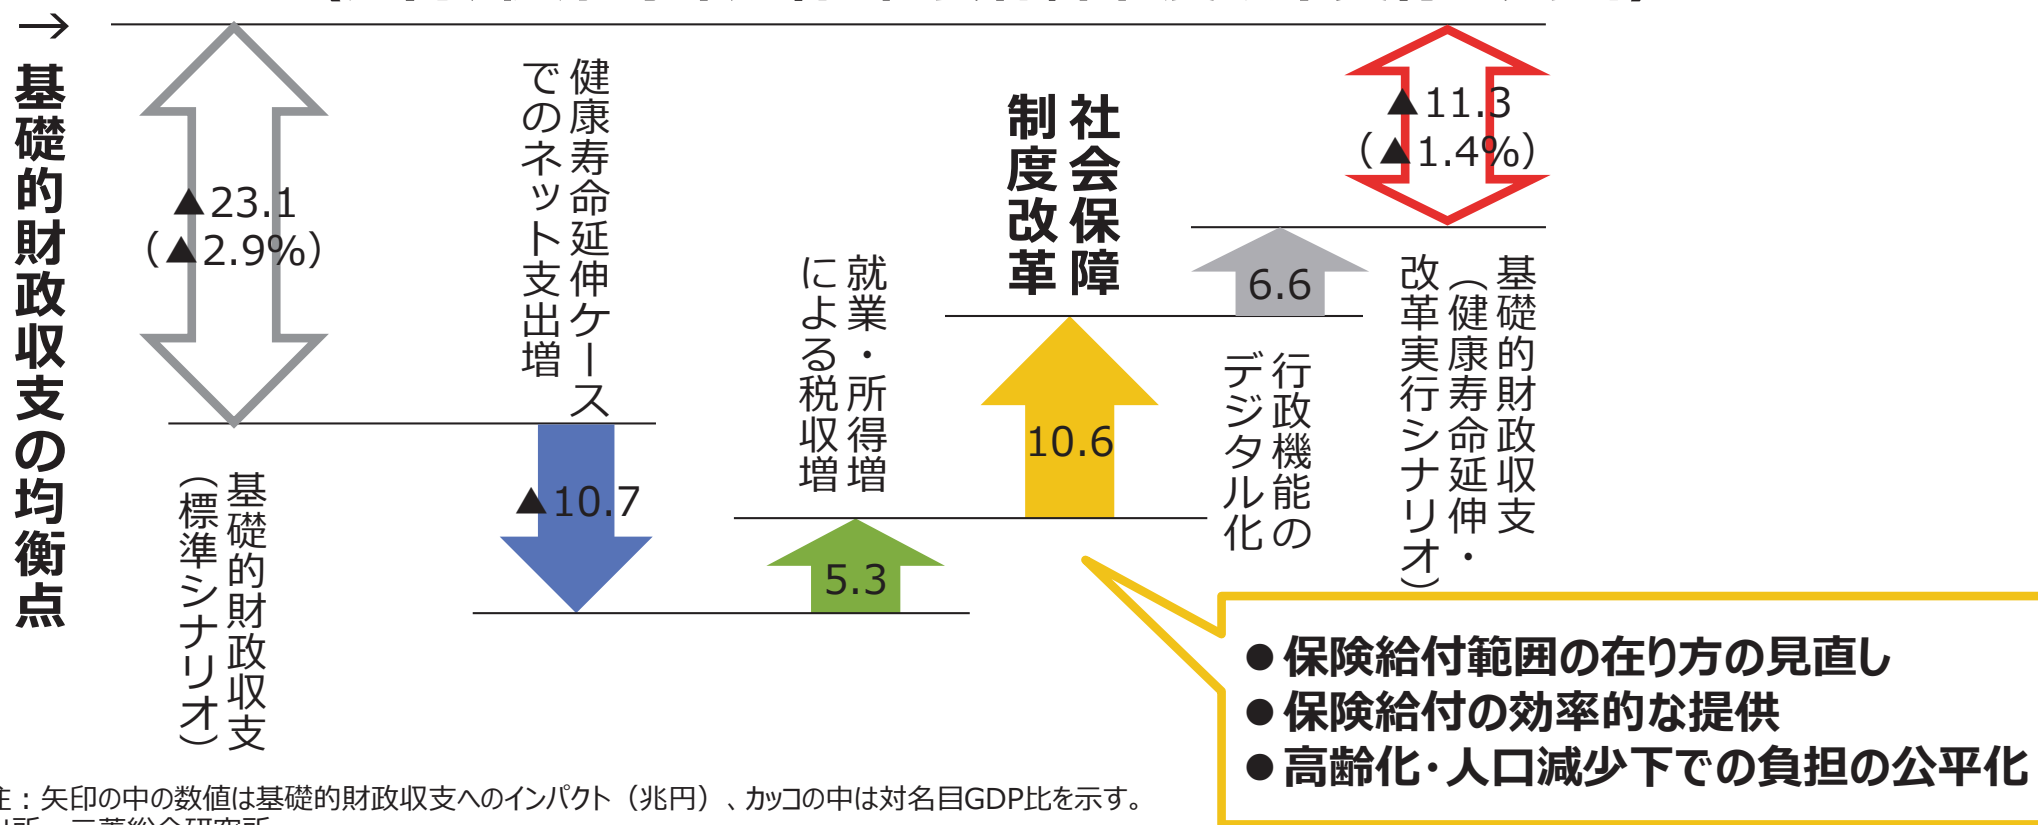 →基礎的財政収支の均衡点
▲23.1
(▲2.9%)
基礎的財政収支
(標準シナリオ)
健康寿命延伸ケース
でのネット支出増
▲10.7
就業・所得増
による税収増
5.3
社会保障
制度改革
10.6
6.6
行政機能の
デジタル化
▲11.3
(▲1.4%)
基礎的財政収支
(健康寿命延伸・
改革実行シナリオ)
●保険給付範囲の在り方の見直し
●保険給付の効率的な提供
●高齢化・人口減少下での負担の公平化
注:矢印の中の数値は基礎的財政収支へのインパクト(兆円)、カッコの中は対名目GDP比を示す。